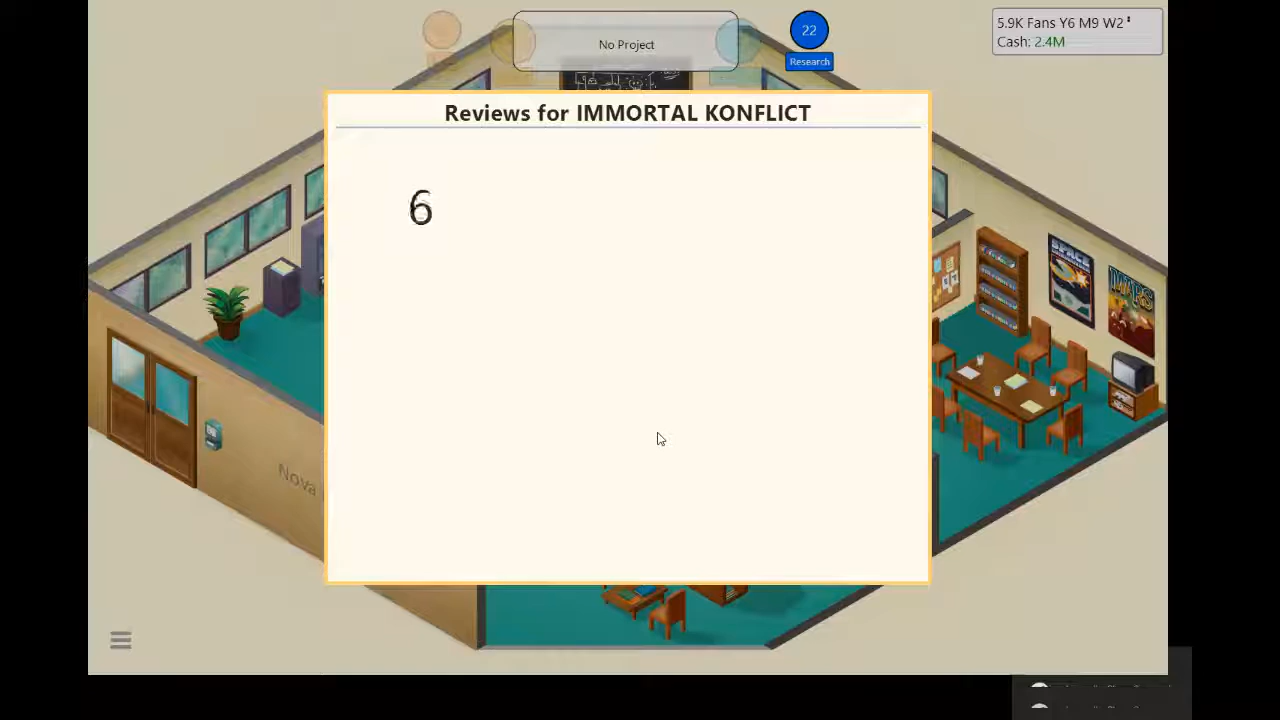 No Project
22
Research
5.9K Fans Y6 M9 W2
Cash: 2.4M
Reviews for IMMORTAL KONFLICT
6
SPACE
Nova